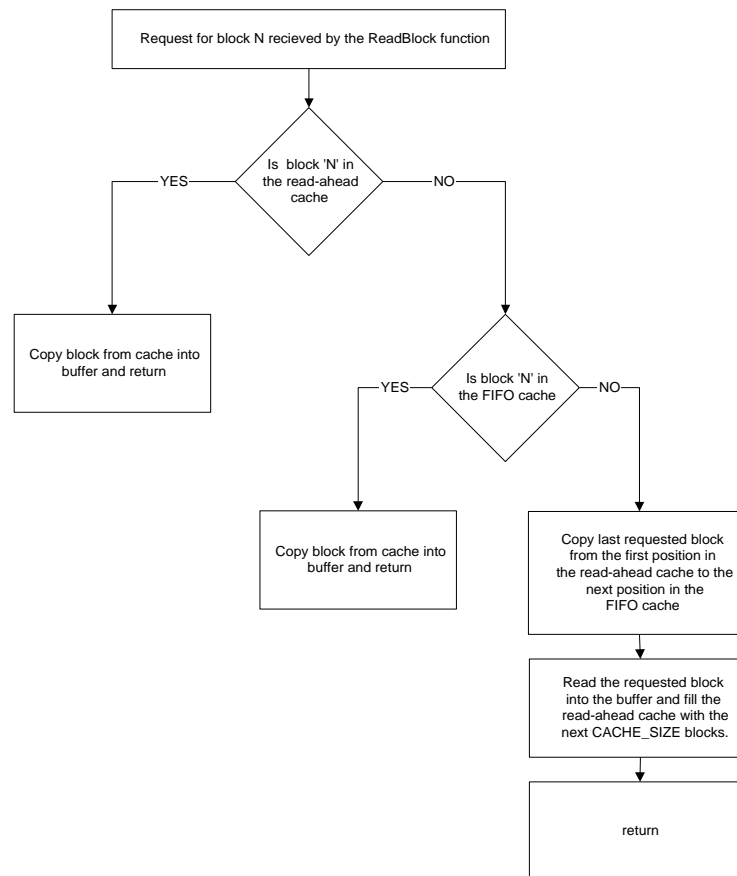 Request for block N recieved by the ReadBlock function
Is block 'N' in
the read-ahead
cache
YES
NO
Copy block from cache into
buffer and return
Is block 'N' in
the FIFO cache
YES
NO
Copy block from cache into
buffer and return
Copy last requested block
from the first position in
the read-ahead cache to the
next position in the
FIFO cache
Read the requested block
into the buffer and fill the
read-ahead cache with the
next CACHE_SIZE blocks.
return